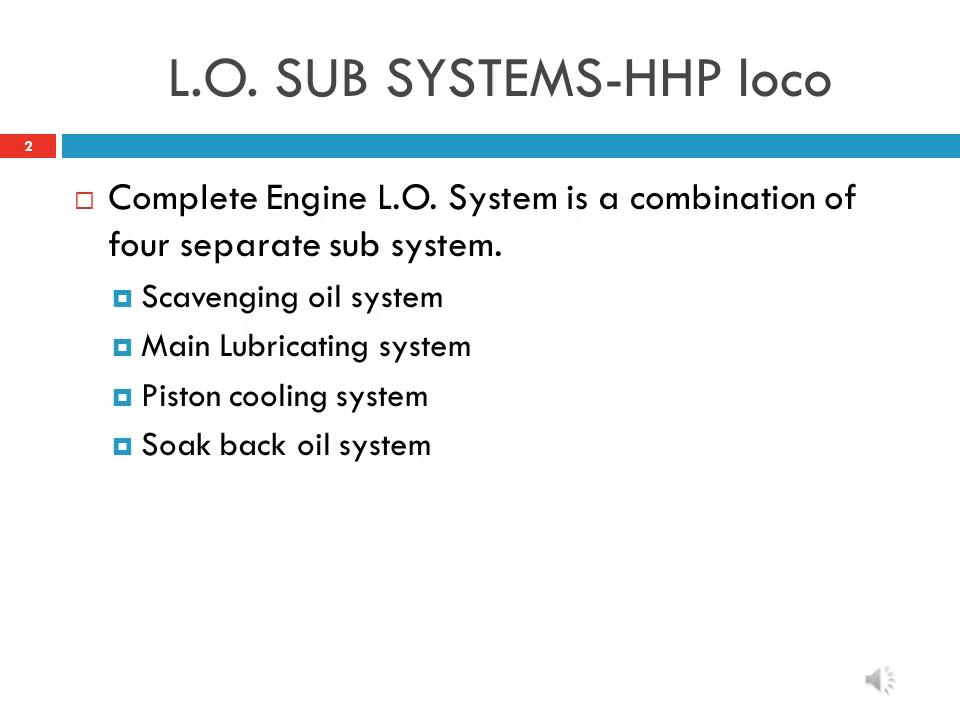 L.O. SUB SYSTEMS-HHP loco
2
Complete Engine L.O. System is a combination of
four separate sub system.
Scavenging oil system
Main Lubricating system
Piston cooling system
Soak back oil system